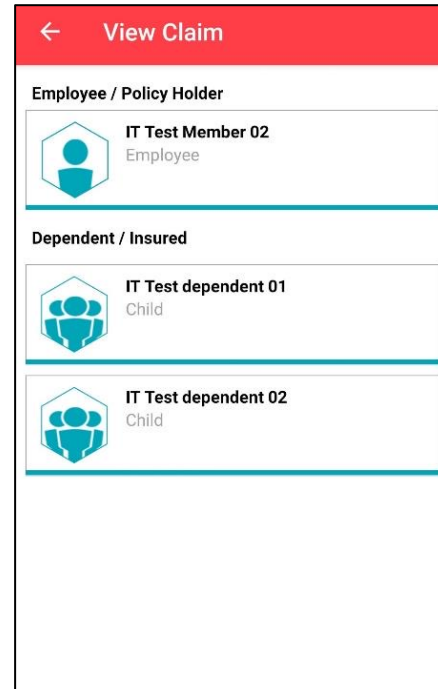 View Claim
Employee / Policy Holder
IT Test Member 02
Employee
Dependent / Insured
IT Test dependent 01
Child
IT Test dependent 02
Child